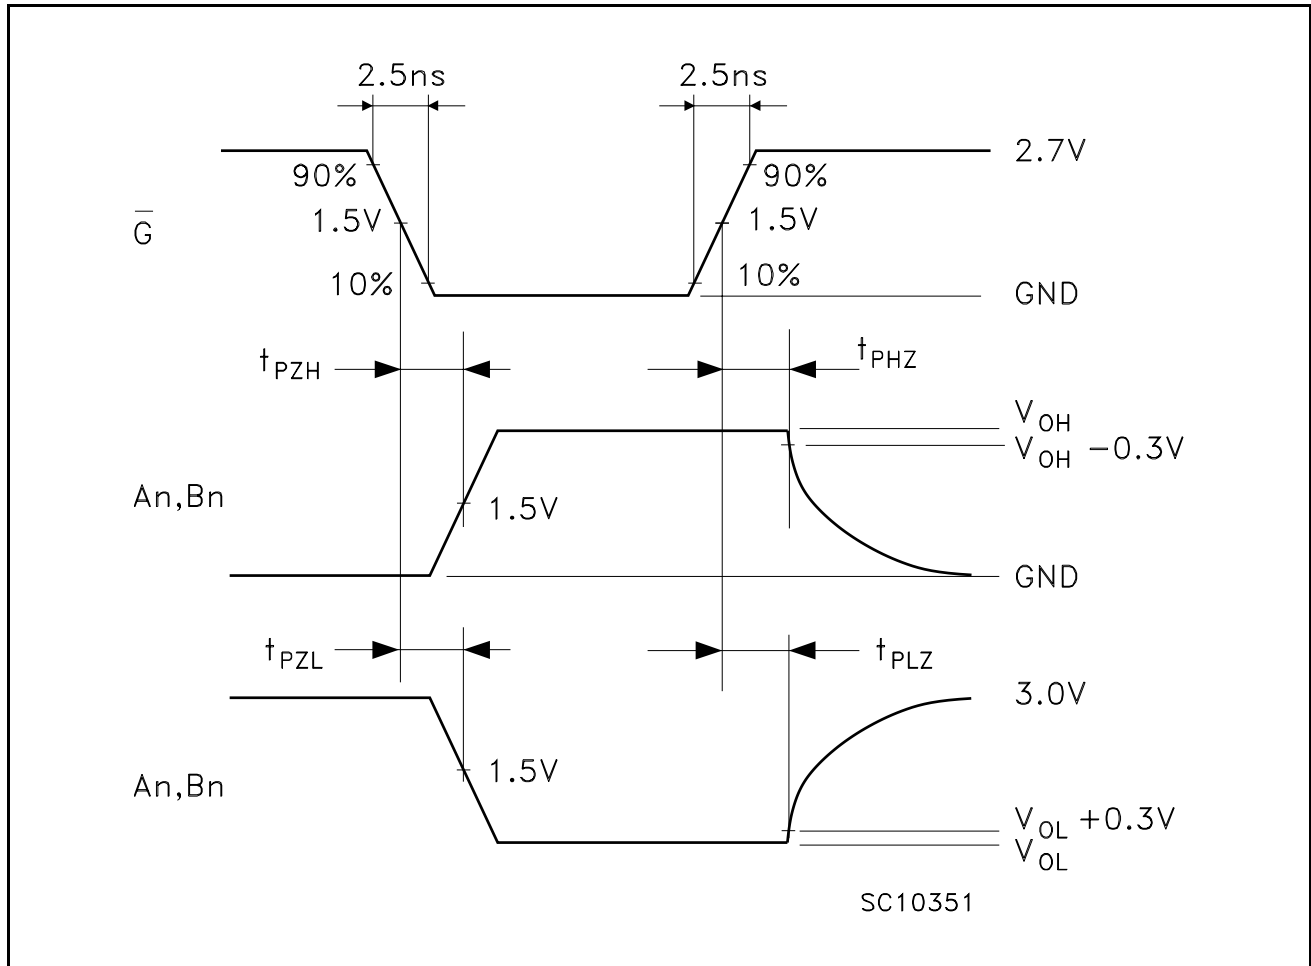 2.5ns 2.5ns
2.7V
90% 90%
G̅ 1.5V 1.5V
10% 10%
GND
tPZH tPHZ
VOH
VOH −0.3V
An,Bn 1.5V
GND
tPZL tPLZ
3.0V
An,Bn 1.5V
VOL +0.3V
VOL
SC10351